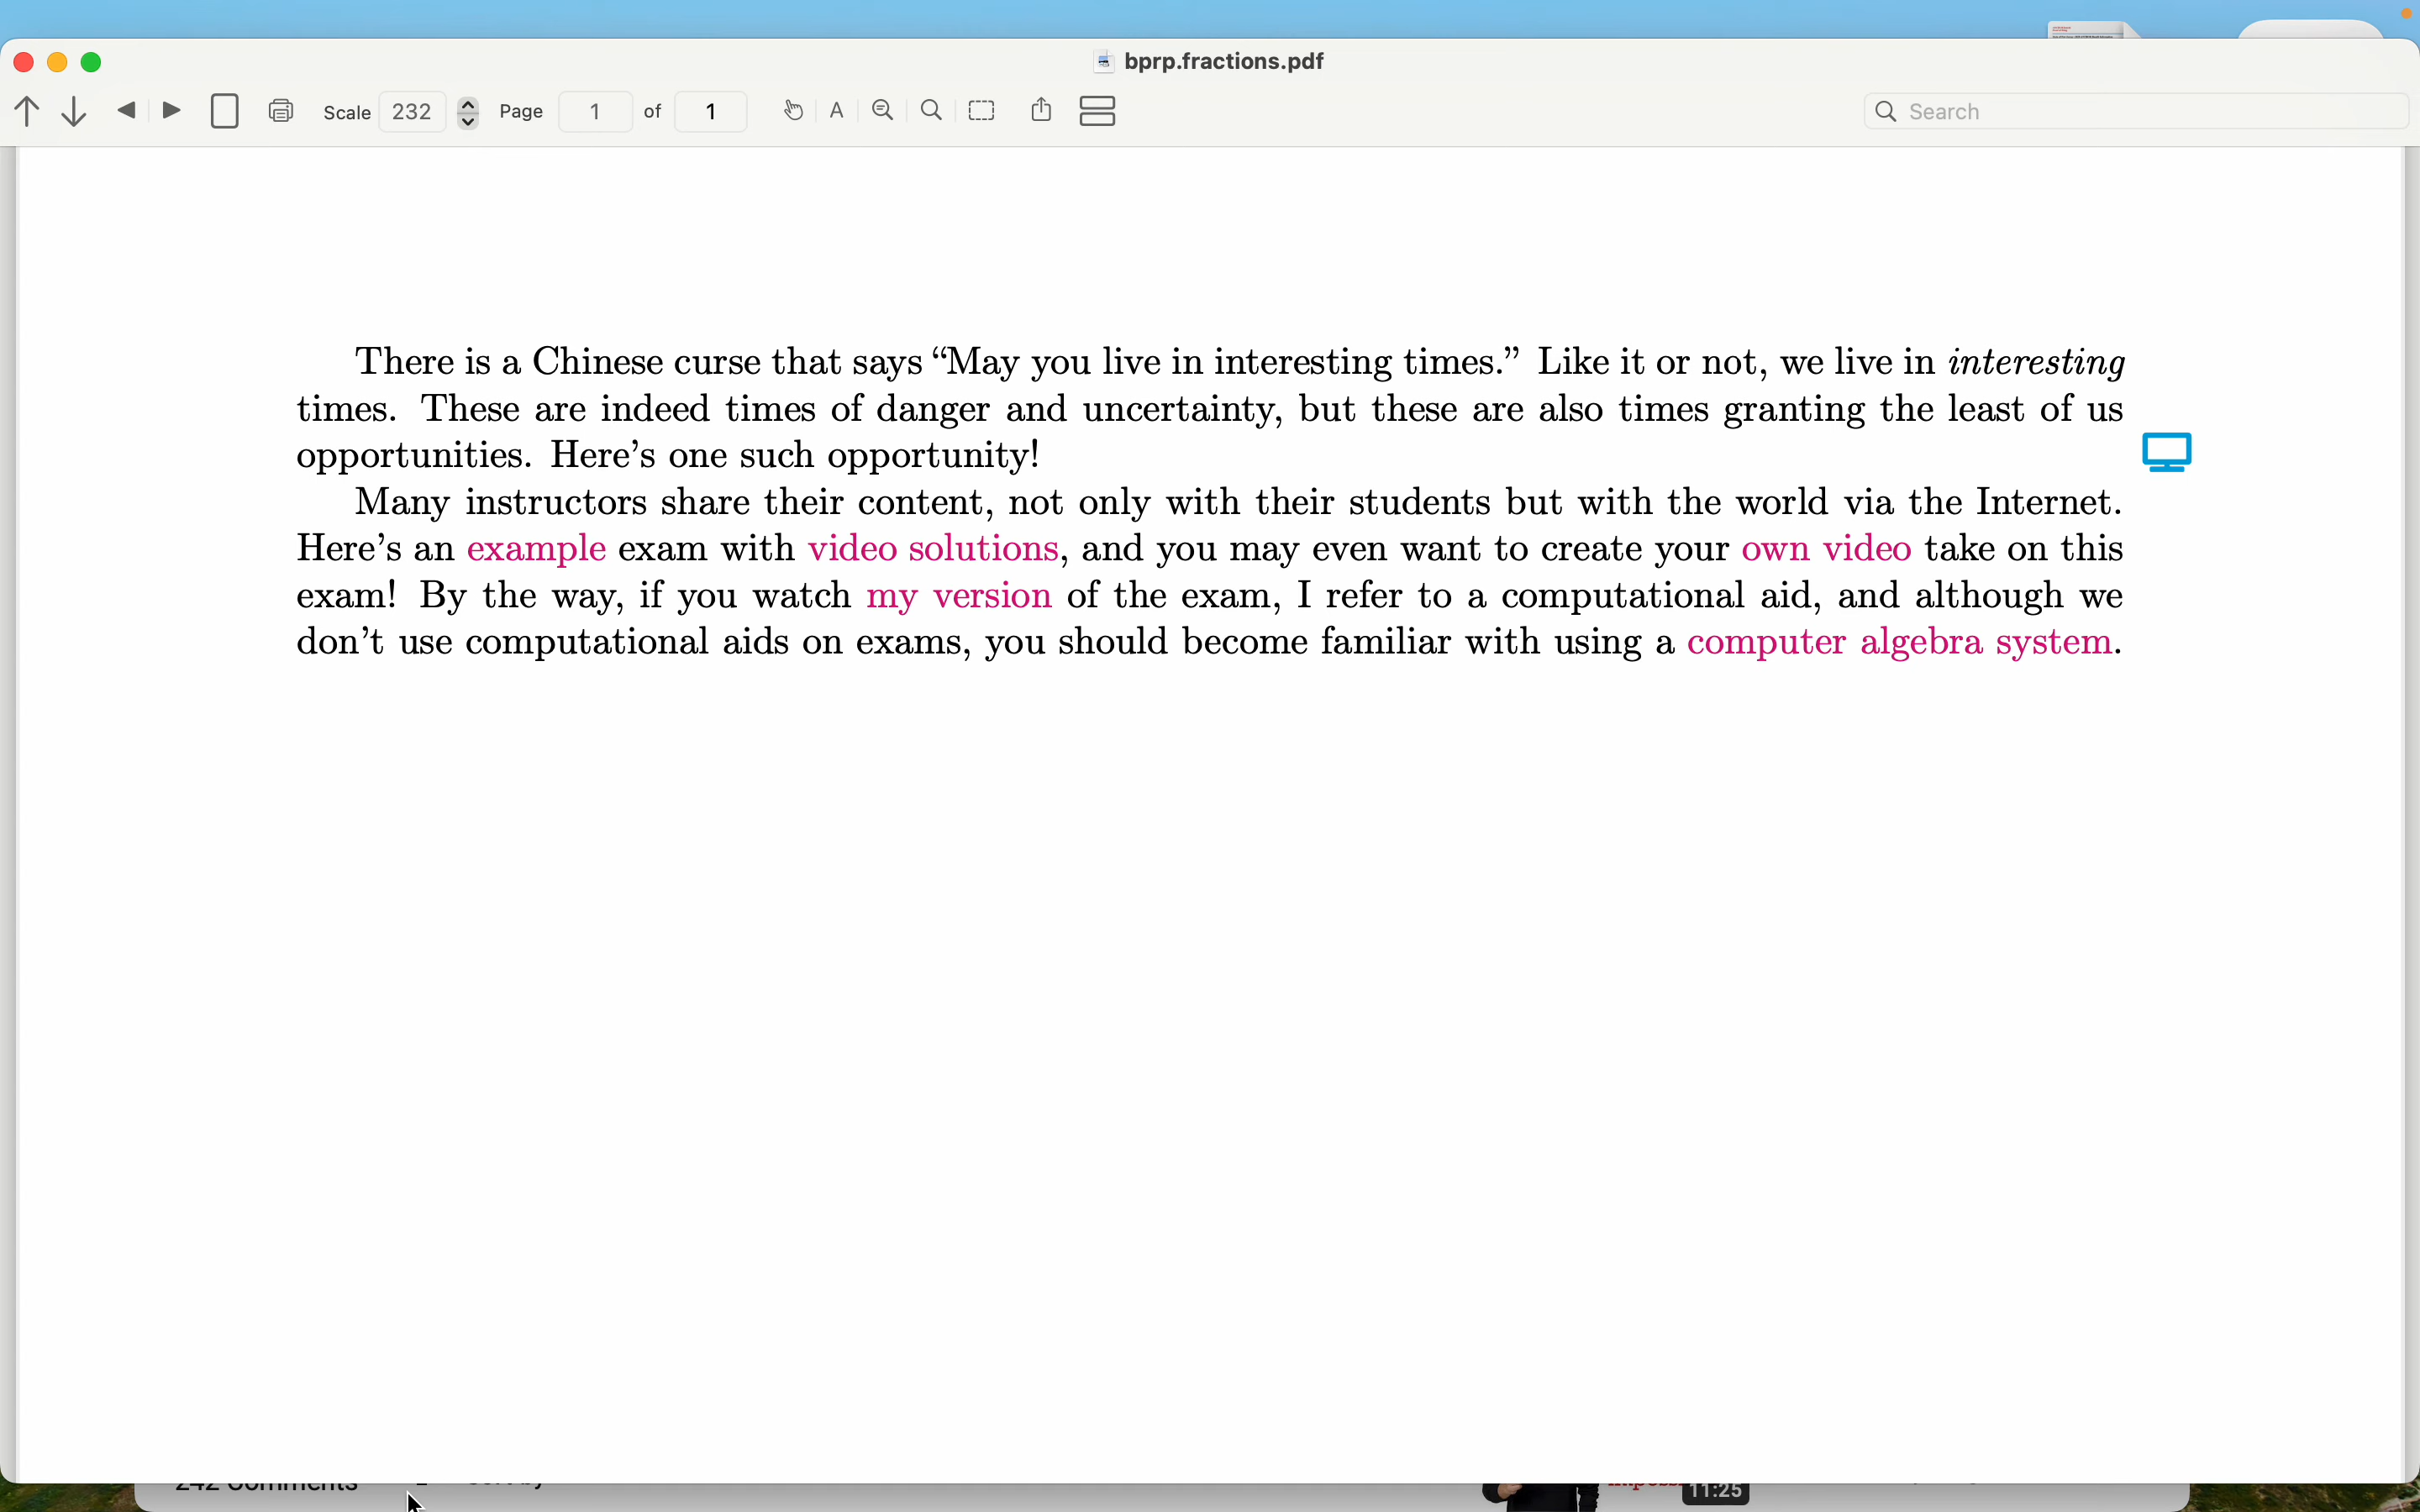 bprp.fractions.pdf
Scale 232 Page 1 of 1 A Search
There is a Chinese curse that says “May you live in interesting times.” Like it or not, we live in interesting
times. These are indeed times of danger and uncertainty, but these are also times granting the least of us
opportunities. Here’s one such opportunity!
Many instructors share their content, not only with their students but with the world via the Internet.
Here’s an example exam with video solutions, and you may even want to create your own video take on this
exam! By the way, if you watch my version of the exam, I refer to a computational aid, and although we
don’t use computational aids on exams, you should become familiar with using a computer algebra system.
242 Comments
11:25